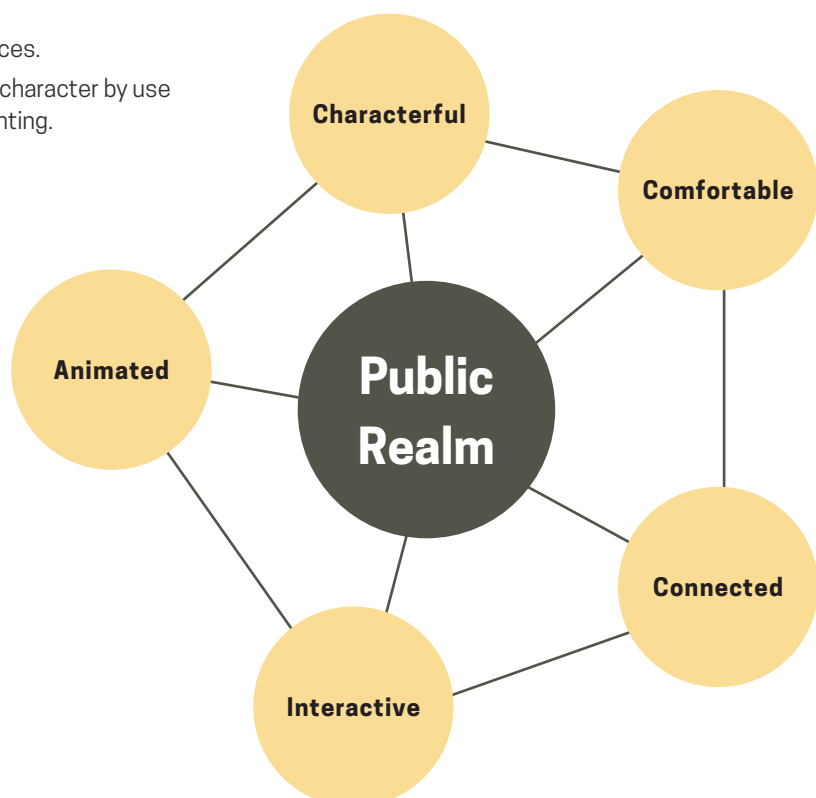 ces.
character by use
nting.
Characterful
Comfortable
Animated
Public
Realm
Connected
Interactive